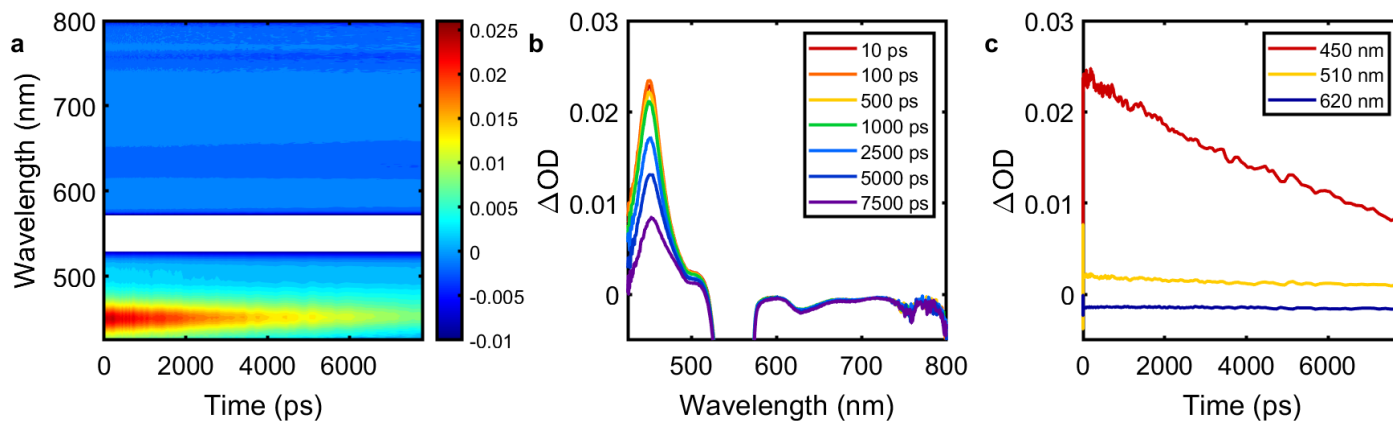 a
Wavelength (nm)
800
700
600
500
0 2000 4000 6000
Time (ps)
0.025
0.02
0.015
0.01
0.005
0
-0.005
-0.01
b
ΔOD
0.03
0.02
0.01
0
500 600 700 800
Wavelength (nm)
10 ps
100 ps
500 ps
1000 ps
2500 ps
5000 ps
7500 ps
c
ΔOD
0.03
0.02
0.01
0
0 2000 4000 6000
Time (ps)
450 nm
510 nm
620 nm